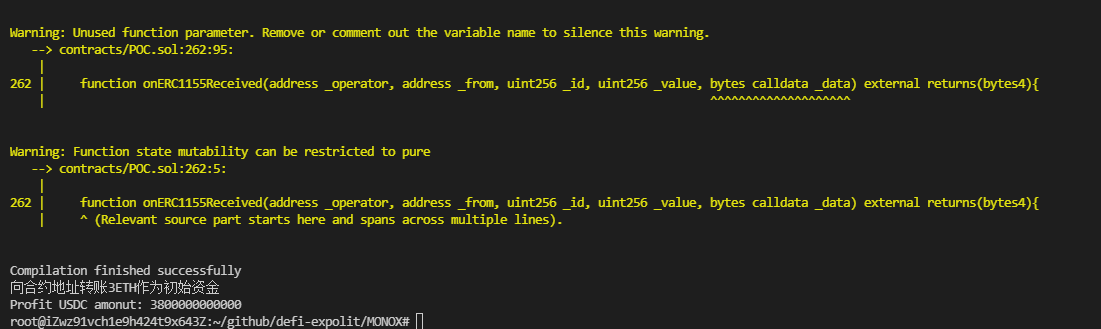 Warning: Unused function parameter. Remove or comment out the variable name to silence this warning.
--> contracts/POC.sol:262:95:
|
262 |     function onERC1155Received(address _operator, address _from, uint256 _id, uint256 _value, bytes calldata _data) external returns(bytes4){
|                                                                                               ^^^^^^^^^^^^^^^^^^^^
Warning: Function state mutability can be restricted to pure
--> contracts/POC.sol:262:5:
|
262 |     function onERC1155Received(address _operator, address _from, uint256 _id, uint256 _value, bytes calldata _data) external returns(bytes4){
|     ^ (Relevant source part starts here and spans across multiple lines).
Compilation finished successfully
向合约地址转账3ETH作为初始资金
Profit USDC amonut: 3800000000000
root@iZwz91vch1e9h424t9x643Z:~/github/defi-expolit/MONOX#